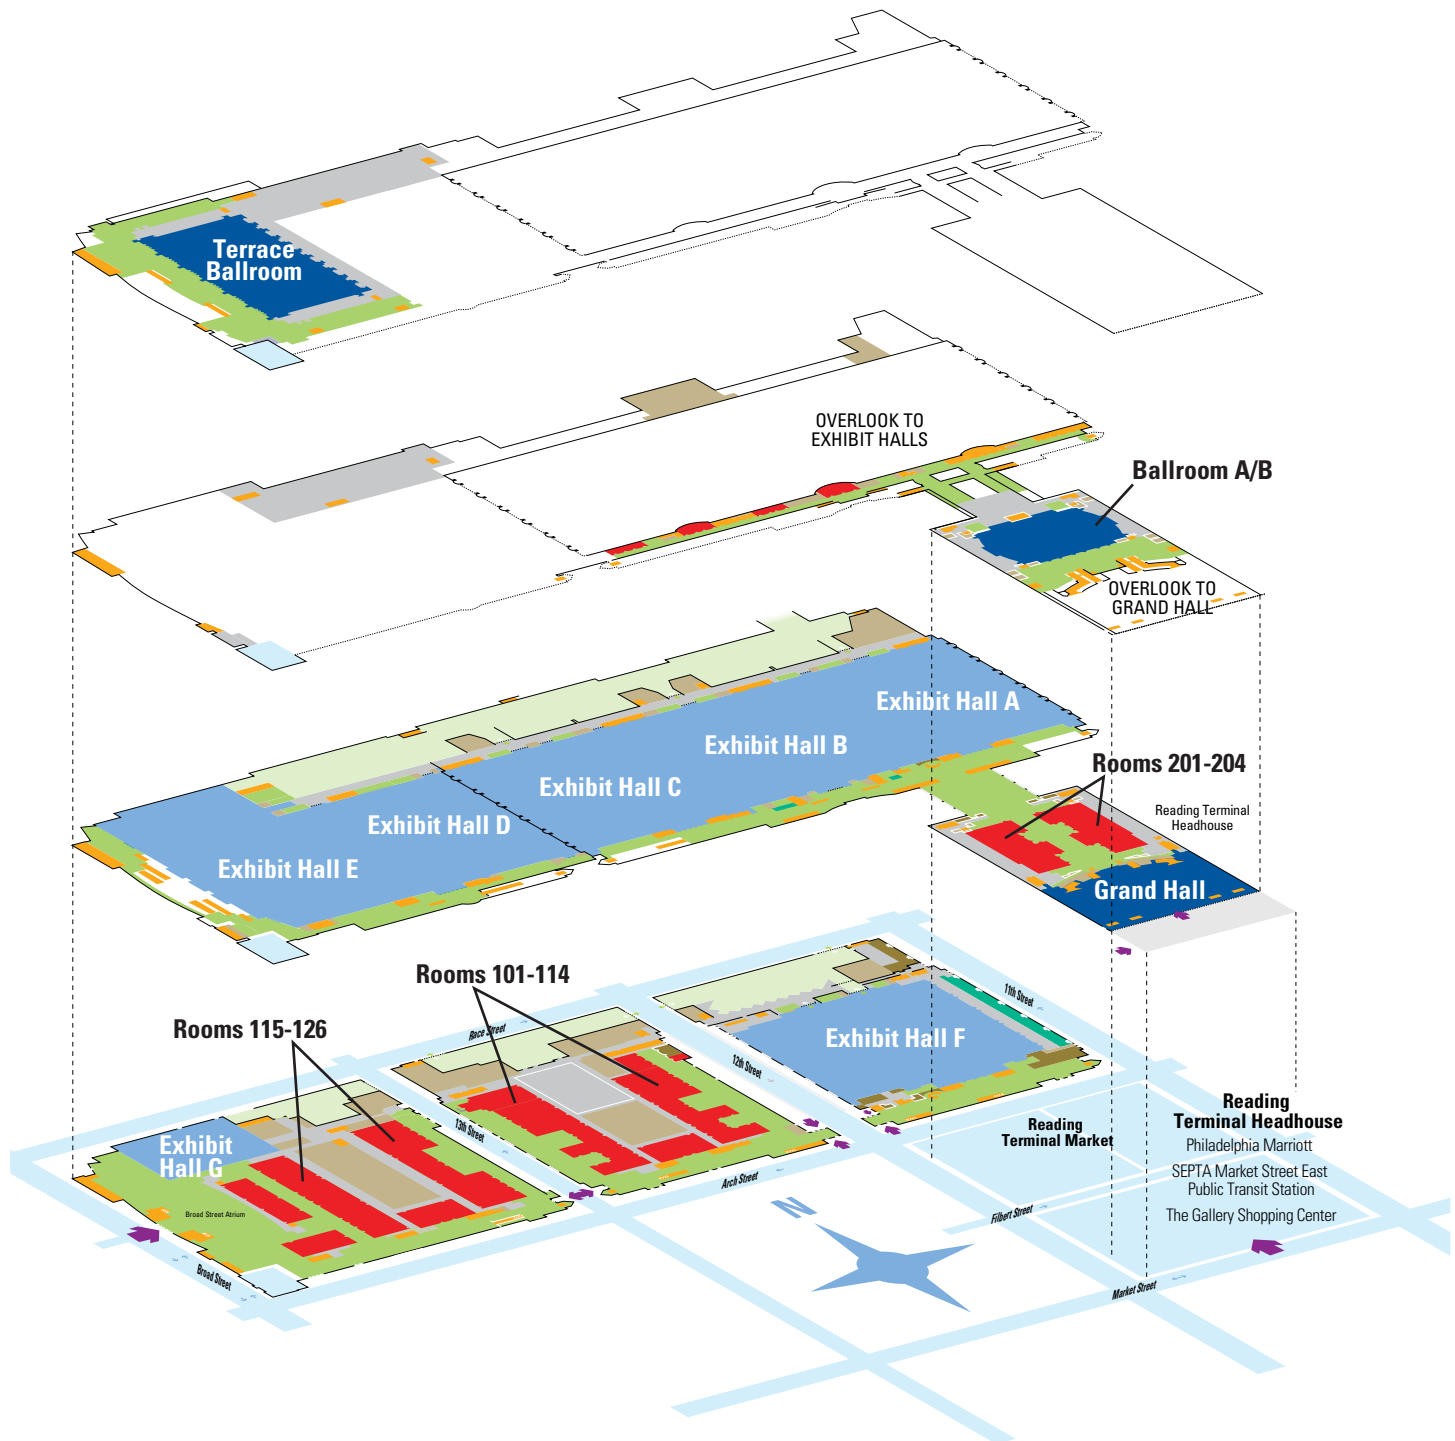 Terrace
Ballroom
OVERLOOK TO
EXHIBIT HALLS
Ballroom A/B
OVERLOOK TO
GRAND HALL
Exhibit Hall A
Exhibit Hall B
Exhibit Hall C
Exhibit Hall D
Exhibit Hall E
Rooms 201-204
Reading Terminal
Headhouse
Grand Hall
Rooms 101-114
Rooms 115-126
Race Street
11th Street
12th Street
13th Street
Exhibit Hall F
Exhibit
Hall G
Broad Street Atrium
Broad Street
Arch Street
Filbert Street
Market Street
N
Reading
Terminal Market
Reading
Terminal Headhouse
Philadelphia Marriott
SEPTA Market Street East
Public Transit Station
The Gallery Shopping Center